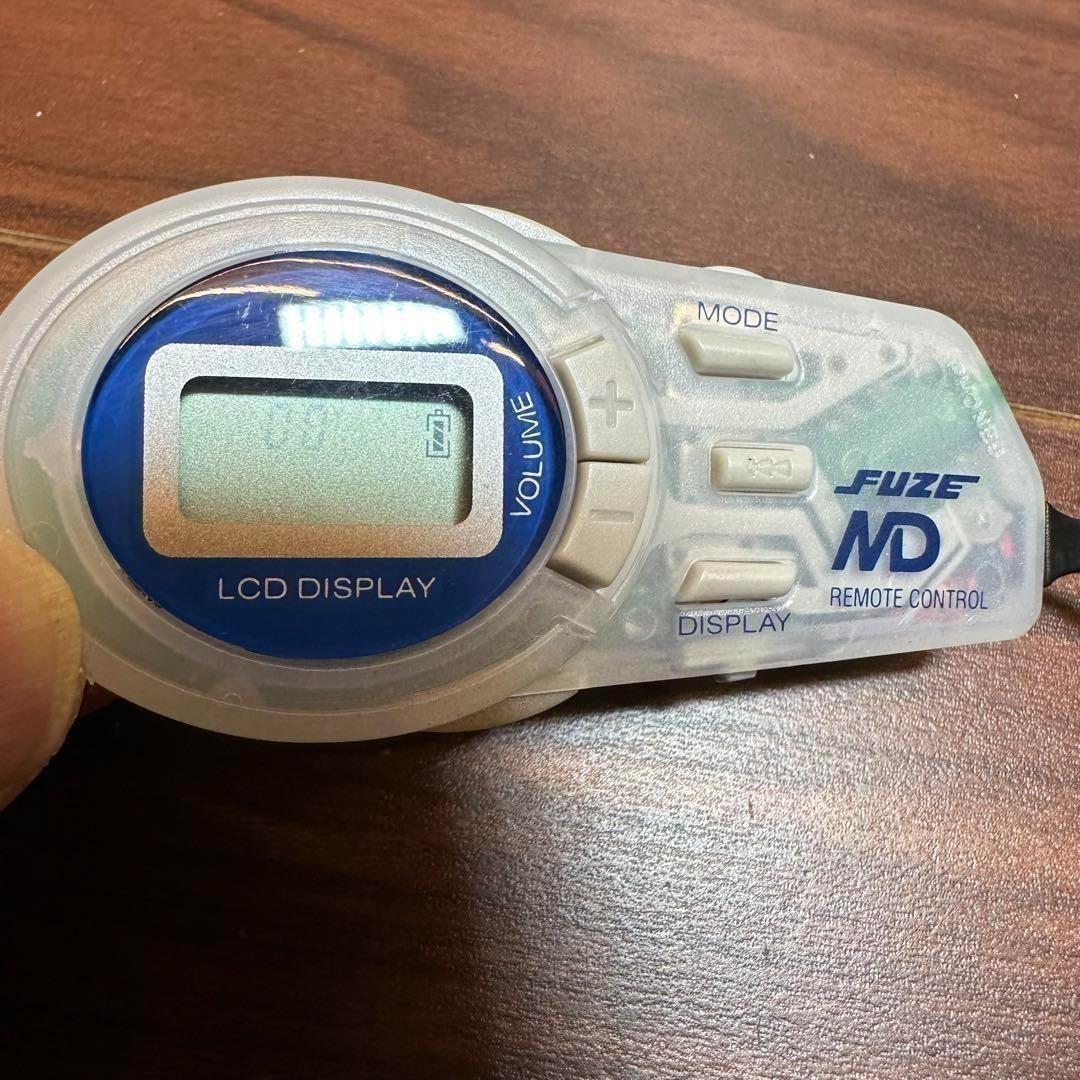 MODE
+
VOLUME
−
LCD DISPLAY
FUZE
MD
REMOTE CONTROL
DISPLAY